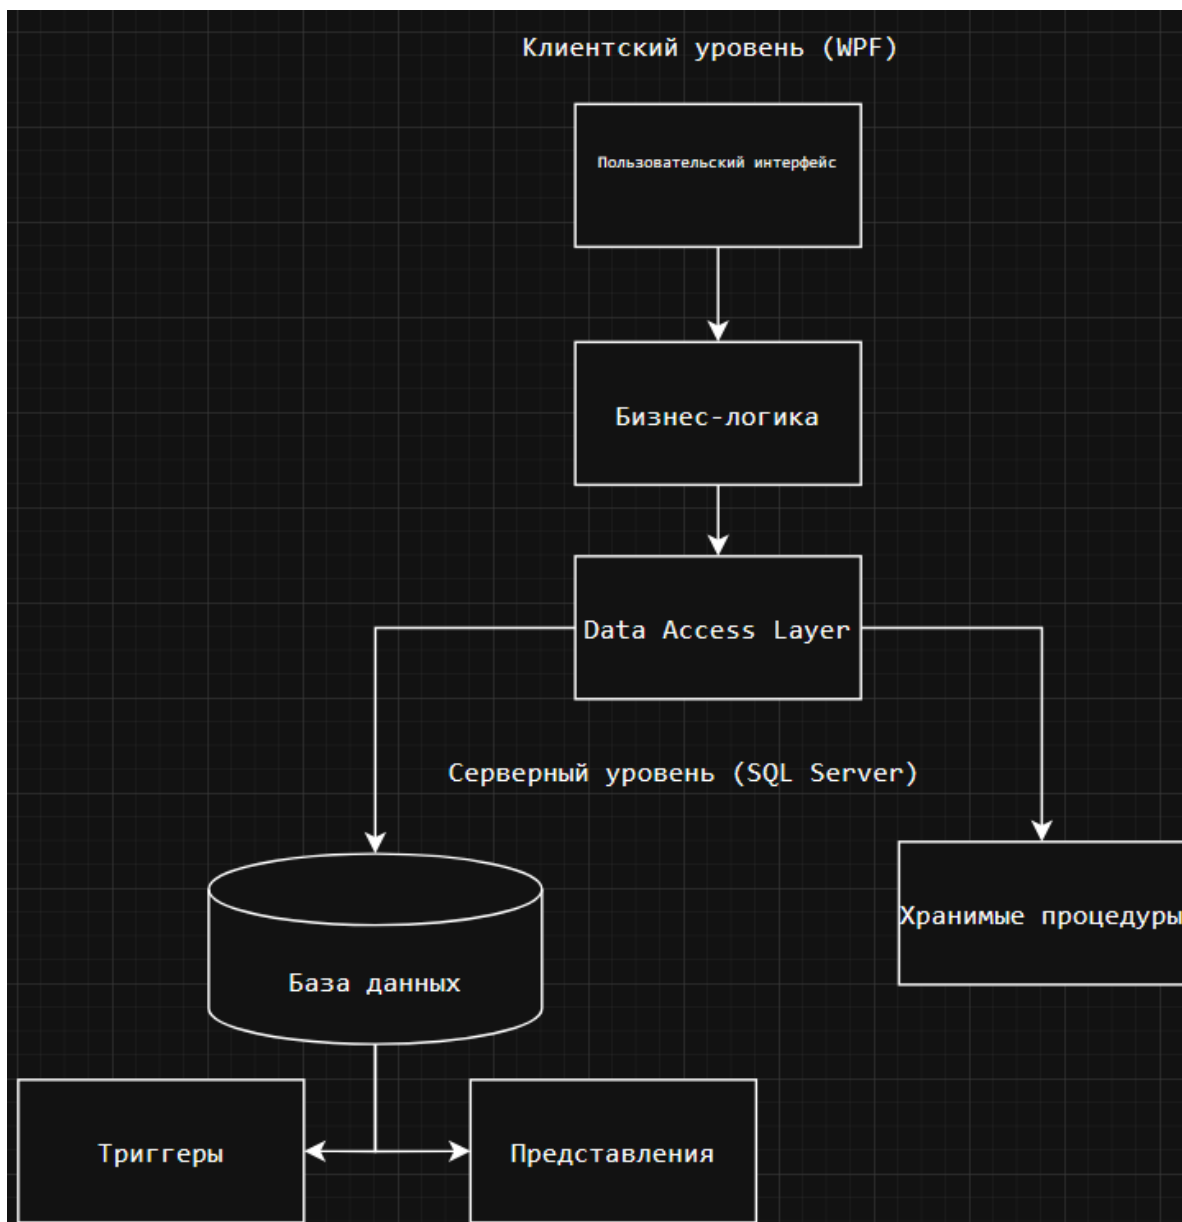 Клиентский уровень (WPF)
Пользовательский интерфейс
Бизнес-логика
Data Access Layer
Серверный уровень (SQL Server)
Хранимые процедуры
База данных
Триггеры
Представления